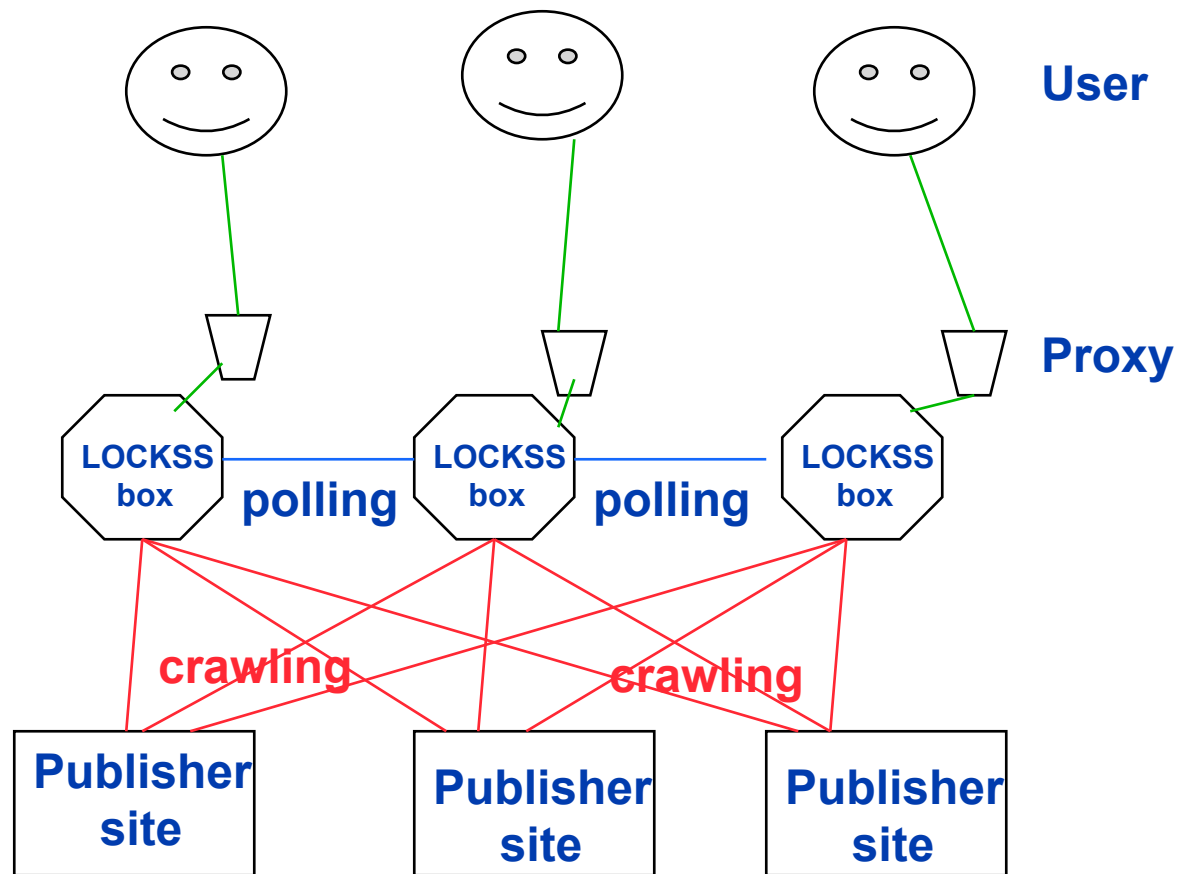 User
Proxy
LOCKSS
box
LOCKSS
box
LOCKSS
box
polling
polling
crawling
crawling
Publisher
site
Publisher
site
Publisher
site